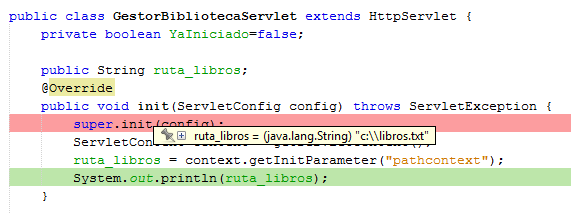 public class GestorBibliotecaServlet extends HttpServlet {
private boolean YaIniciado=false;
public String ruta_libros;
@Override
public void init(ServletConfig config) throws ServletException {
super.init(config);
ruta_libros = (java.lang.String) "c:\\libros.txt"
ServletCon
ruta_libros = context.getInitParameter("pathcontext");
System.out.println(ruta_libros);
}